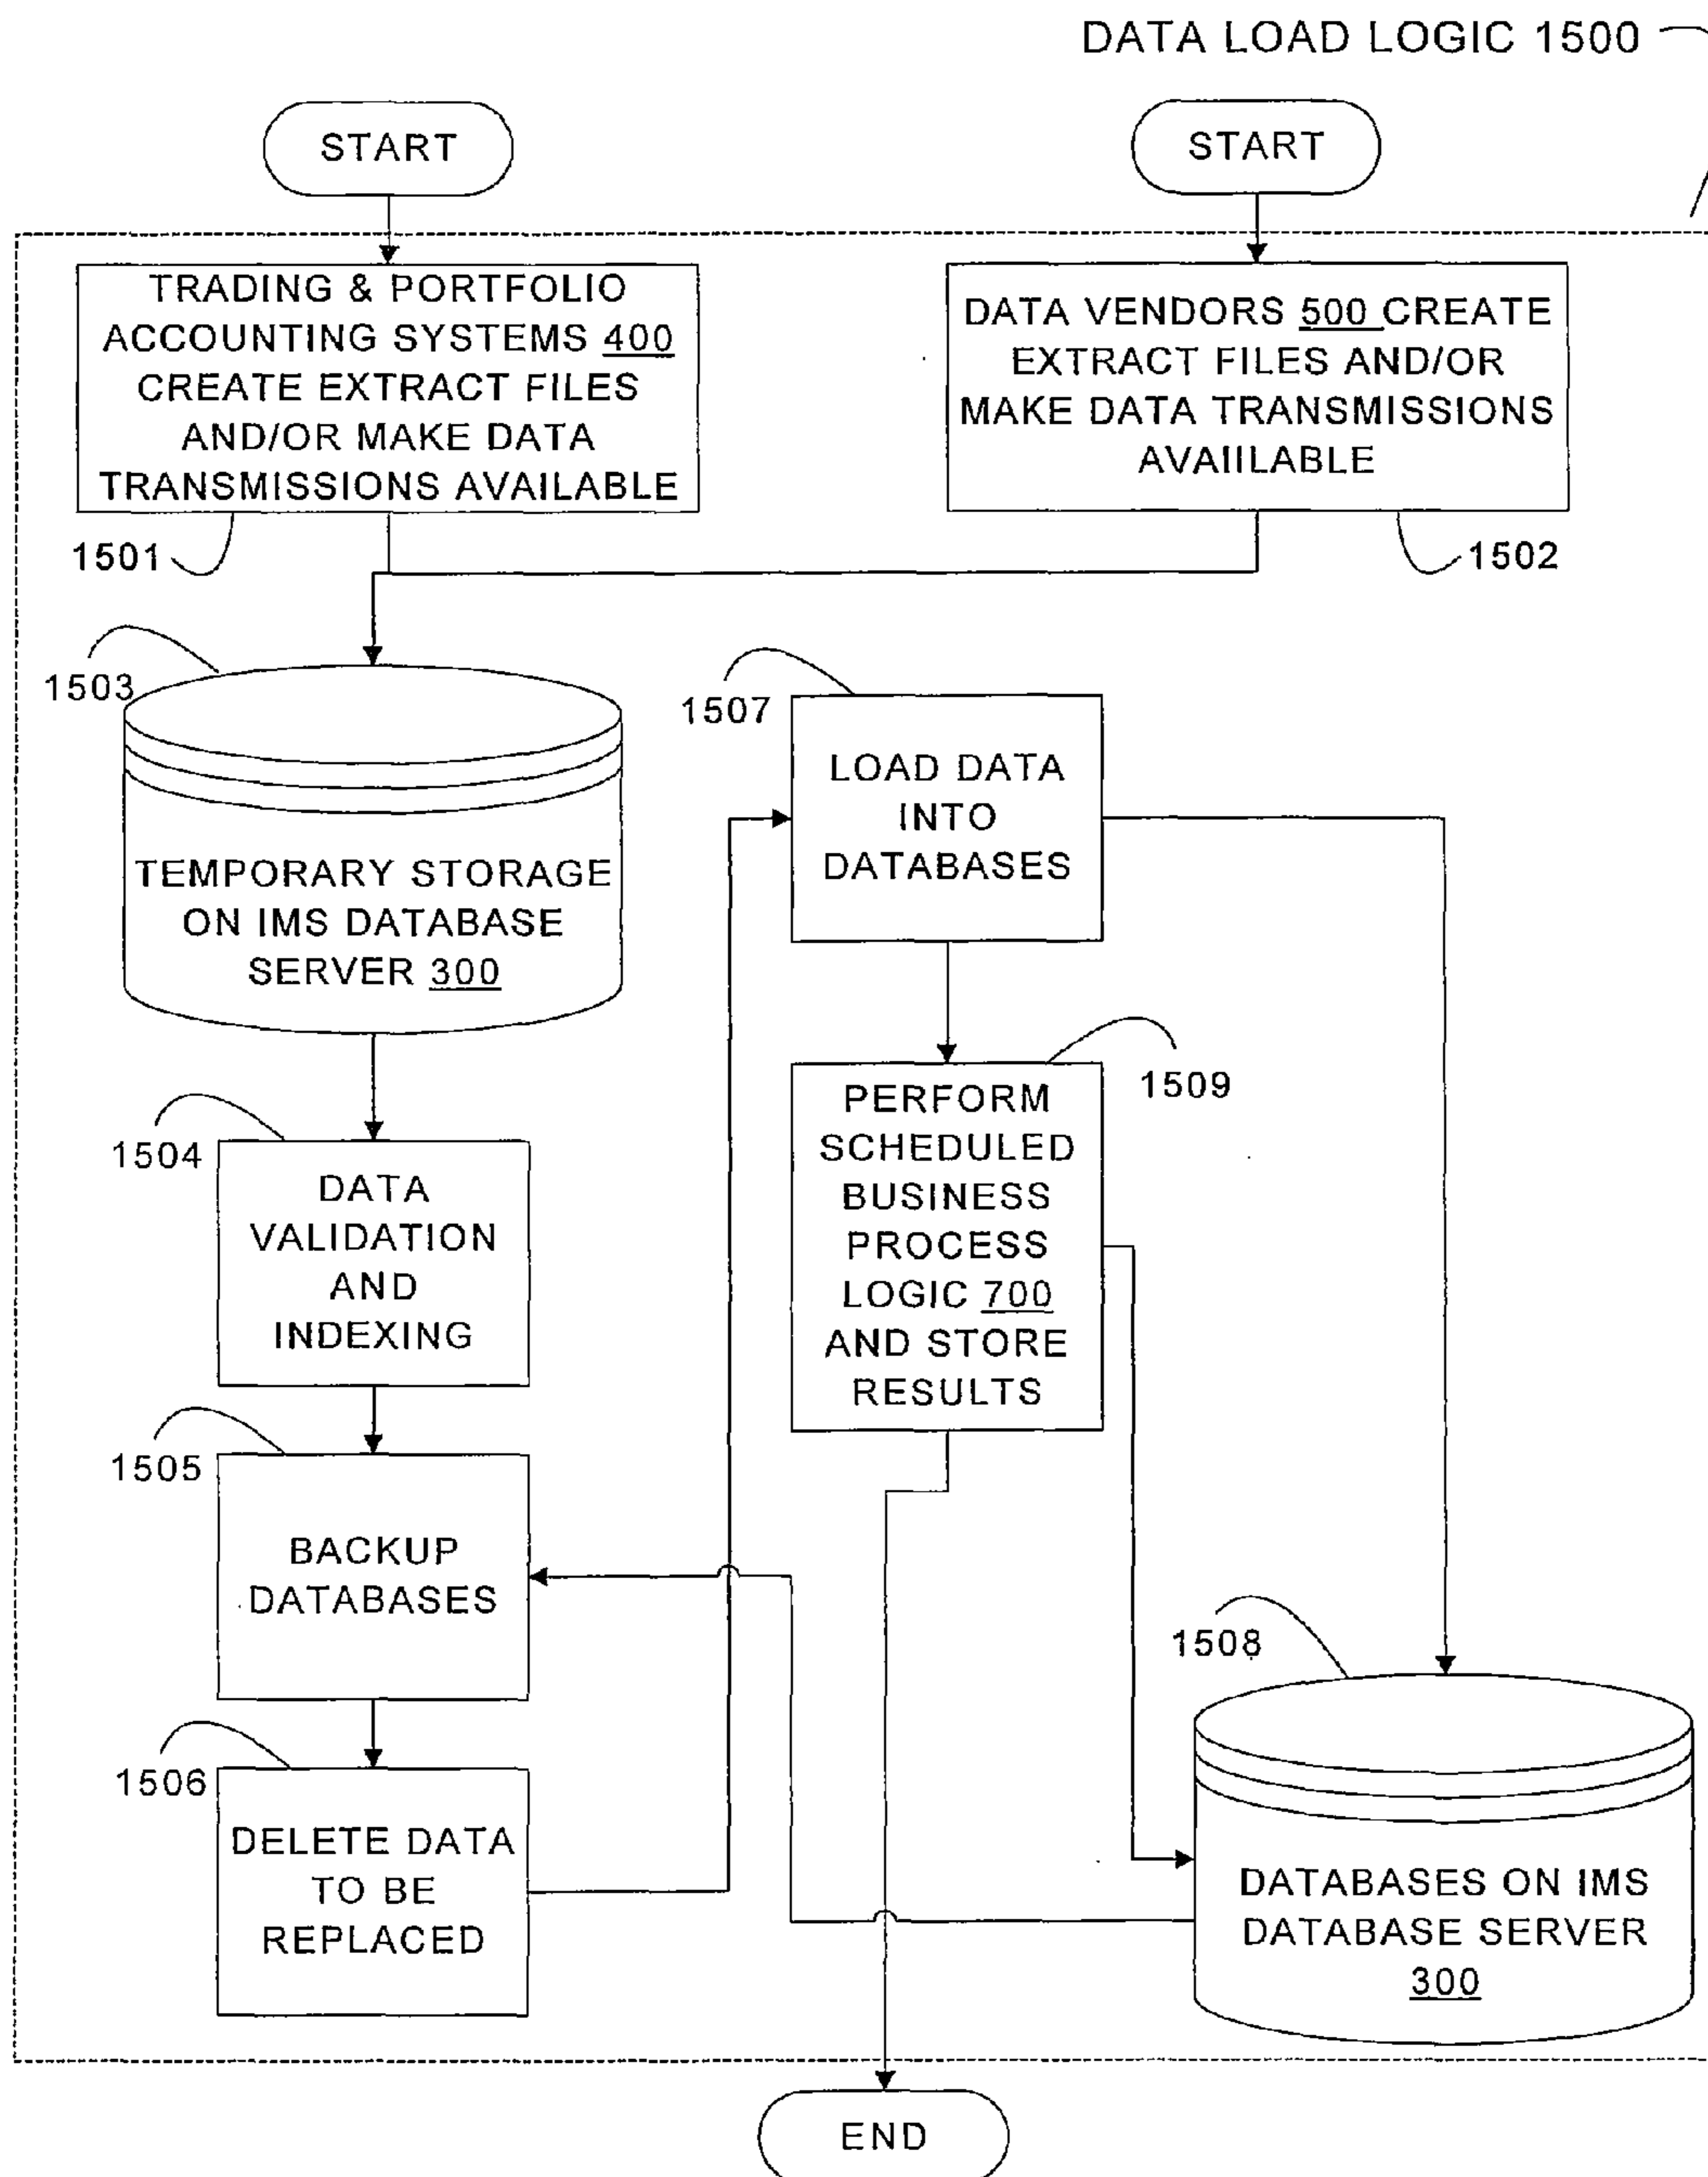 DATA LOAD LOGIC 1500
START
START
TRADING & PORTFOLIO
ACCOUNTING SYSTEMS 400
CREATE EXTRACT FILES
AND/OR MAKE DATA
TRANSMISSIONS AVAILABLE
DATA VENDORS 500 CREATE
EXTRACT FILES AND/OR
MAKE DATA TRANSMISSIONS
AVAIILABLE
1501
1502
1503
TEMPORARY STORAGE
ON IMS DATABASE
SERVER 300
1507
LOAD DATA
INTO
DATABASES
1504
DATA
VALIDATION
AND
INDEXING
1509
PERFORM
SCHEDULED
BUSINESS
PROCESS
LOGIC 700
AND STORE
RESULTS
1505
BACKUP
DATABASES
1506
DELETE DATA
TO BE
REPLACED
1508
DATABASES ON IMS
DATABASE SERVER
300
END